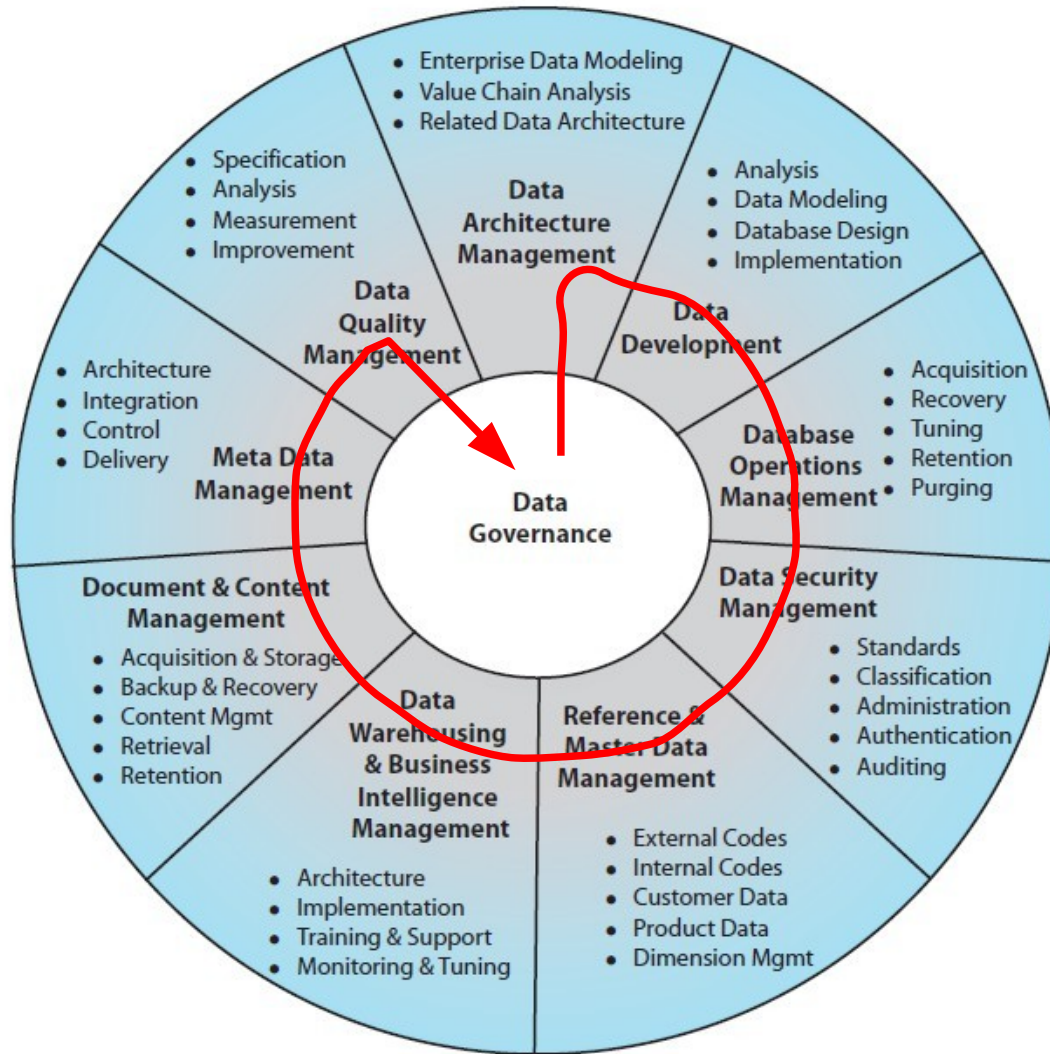 • Enterprise Data Modeling
• Value Chain Analysis
• Related Data Architecture
Data
Architecture
Management
• Analysis
• Data Modeling
• Database Design
• Implementation
Data
Development
• Acquisition
• Recovery
• Tuning
• Retention
• Purging
Database
Operations
Management
Data Security
Management
• Standards
• Classification
• Administration
• Authentication
• Auditing
Reference &
Master Data
Management
• External Codes
• Internal Codes
• Customer Data
• Product Data
• Dimension Mgmt
Data
Warehousing
& Business
Intelligence
Management
• Architecture
• Implementation
• Training & Support
• Monitoring & Tuning
Document & Content
Management
• Acquisition & Storage
• Backup & Recovery
• Content Mgmt
• Retrieval
• Retention
• Architecture
• Integration
• Control
• Delivery
Meta Data
Management
• Specification
• Analysis
• Measurement
• Improvement
Data
Quality
Management
Data
Governance